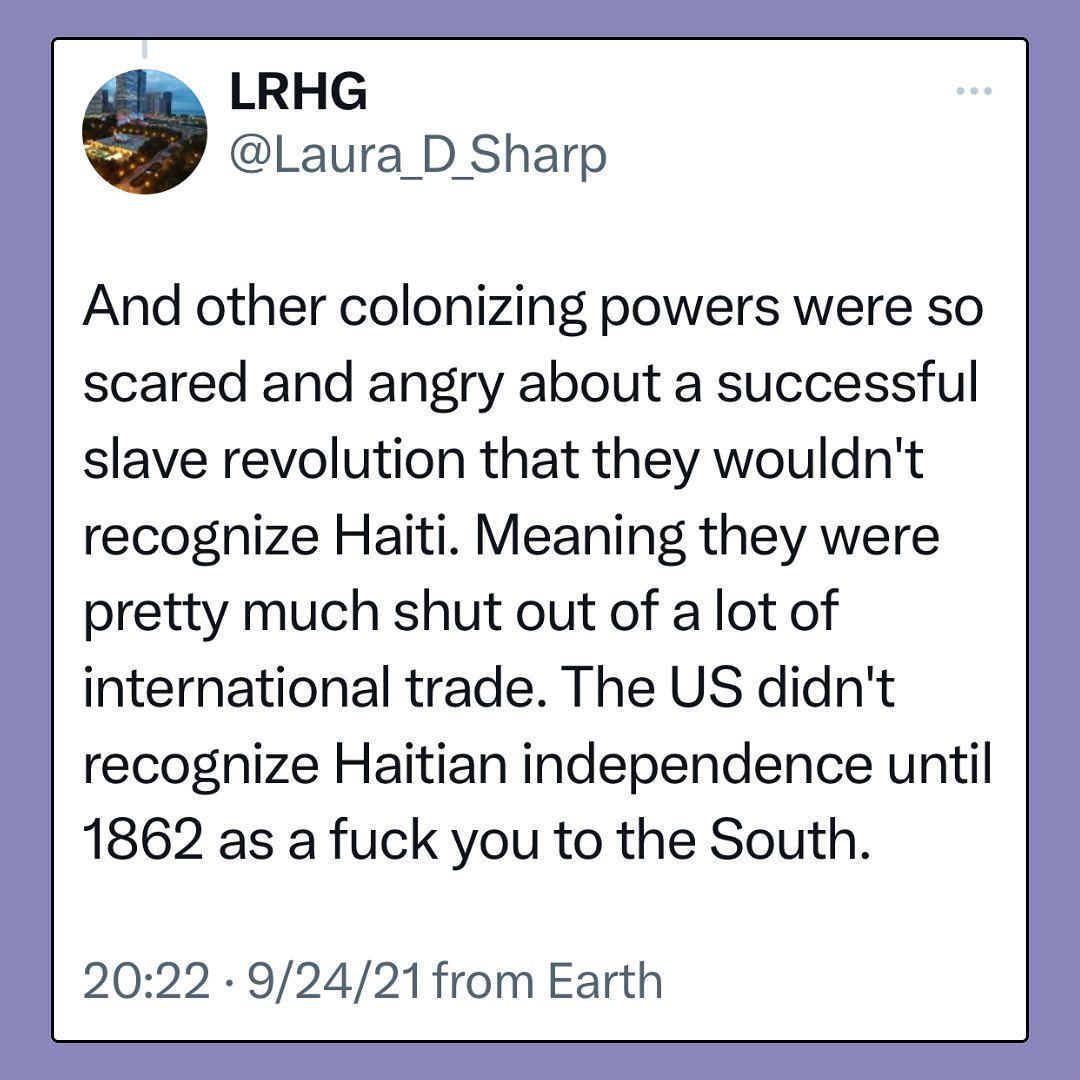 LRHG
@Laura_D_Sharp
And other colonizing powers were so
scared and angry about a successful
slave revolution that they wouldn't
recognize Haiti. Meaning they were
pretty much shut out of a lot of
international trade. The US didn't
recognize Haitian independence until
1862 as a fuck you to the South.
20:22 · 9/24/21 from Earth